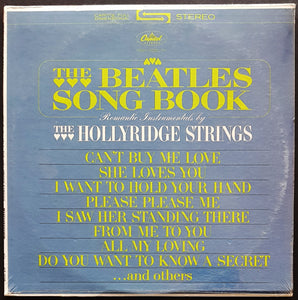 STEREO
Capitol
THE BEATLES
SONG BOOK
Romantic Instrumentals by
THE HOLLYRIDGE STRINGS
CAN'T BUY ME LOVE
SHE LOVES YOU
I WANT TO HOLD YOUR HAND
PLEASE PLEASE ME
I SAW HER STANDING THERE
FROM ME TO YOU
ALL MY LOVING
DO YOU WANT TO KNOW A SECRET
...and others